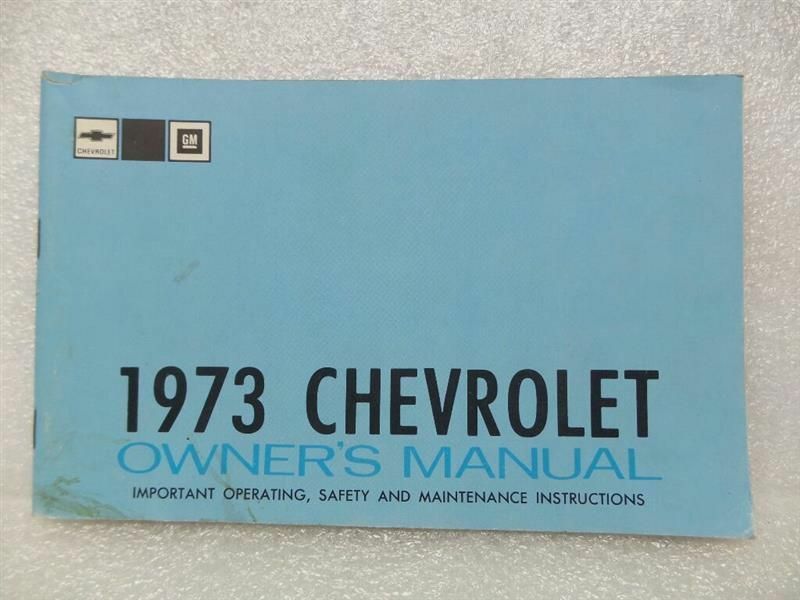 CHEVROLET
GM
1973 CHEVROLET
OWNER'S MANUAL
IMPORTANT OPERATING, SAFETY AND MAINTENANCE INSTRUCTIONS